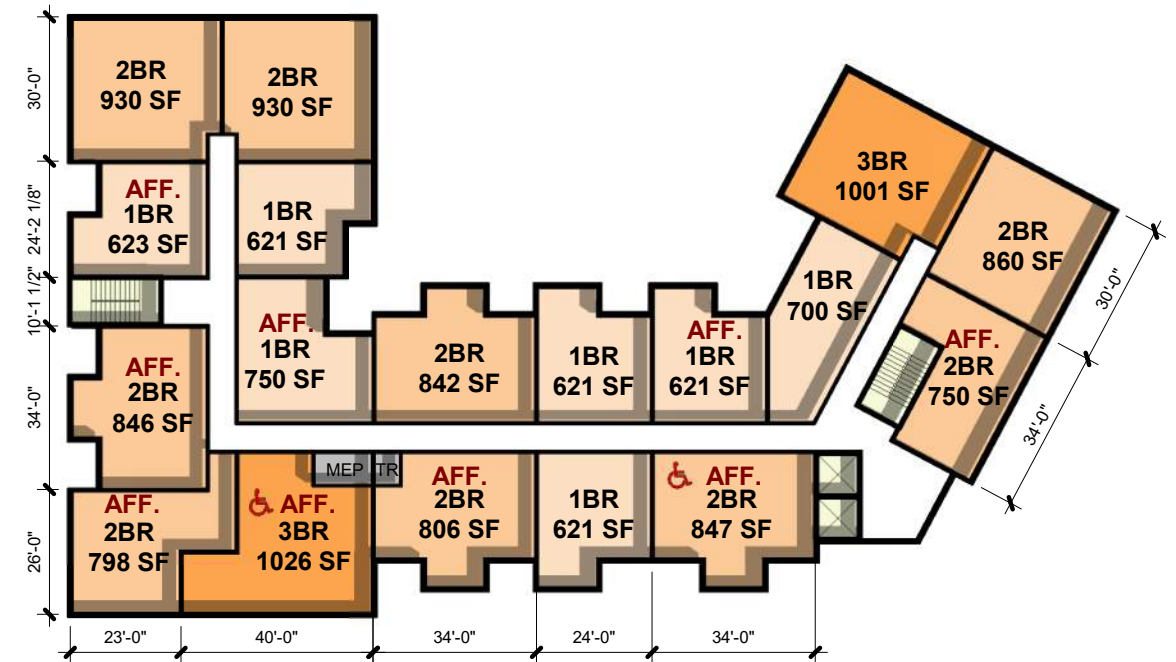 2BR
930 SF
2BR
930 SF
30'-0"
3BR
1001 SF
AFF.
1BR
623 SF
1BR
621 SF
24'-2 1/8"
2BR
860 SF
1BR
700 SF
30'-0"
10'-1 1/2"
AFF.
1BR
750 SF
2BR
842 SF
1BR
621 SF
AFF.
1BR
621 SF
AFF.
2BR
750 SF
AFF.
2BR
846 SF
34'-0"
34'-0"
MEP
TR
AFF.
2BR
798 SF
AFF.
3BR
1026 SF
AFF.
2BR
806 SF
1BR
621 SF
AFF.
2BR
847 SF
26'-0"
23'-0"
40'-0"
34'-0"
24'-0"
34'-0"